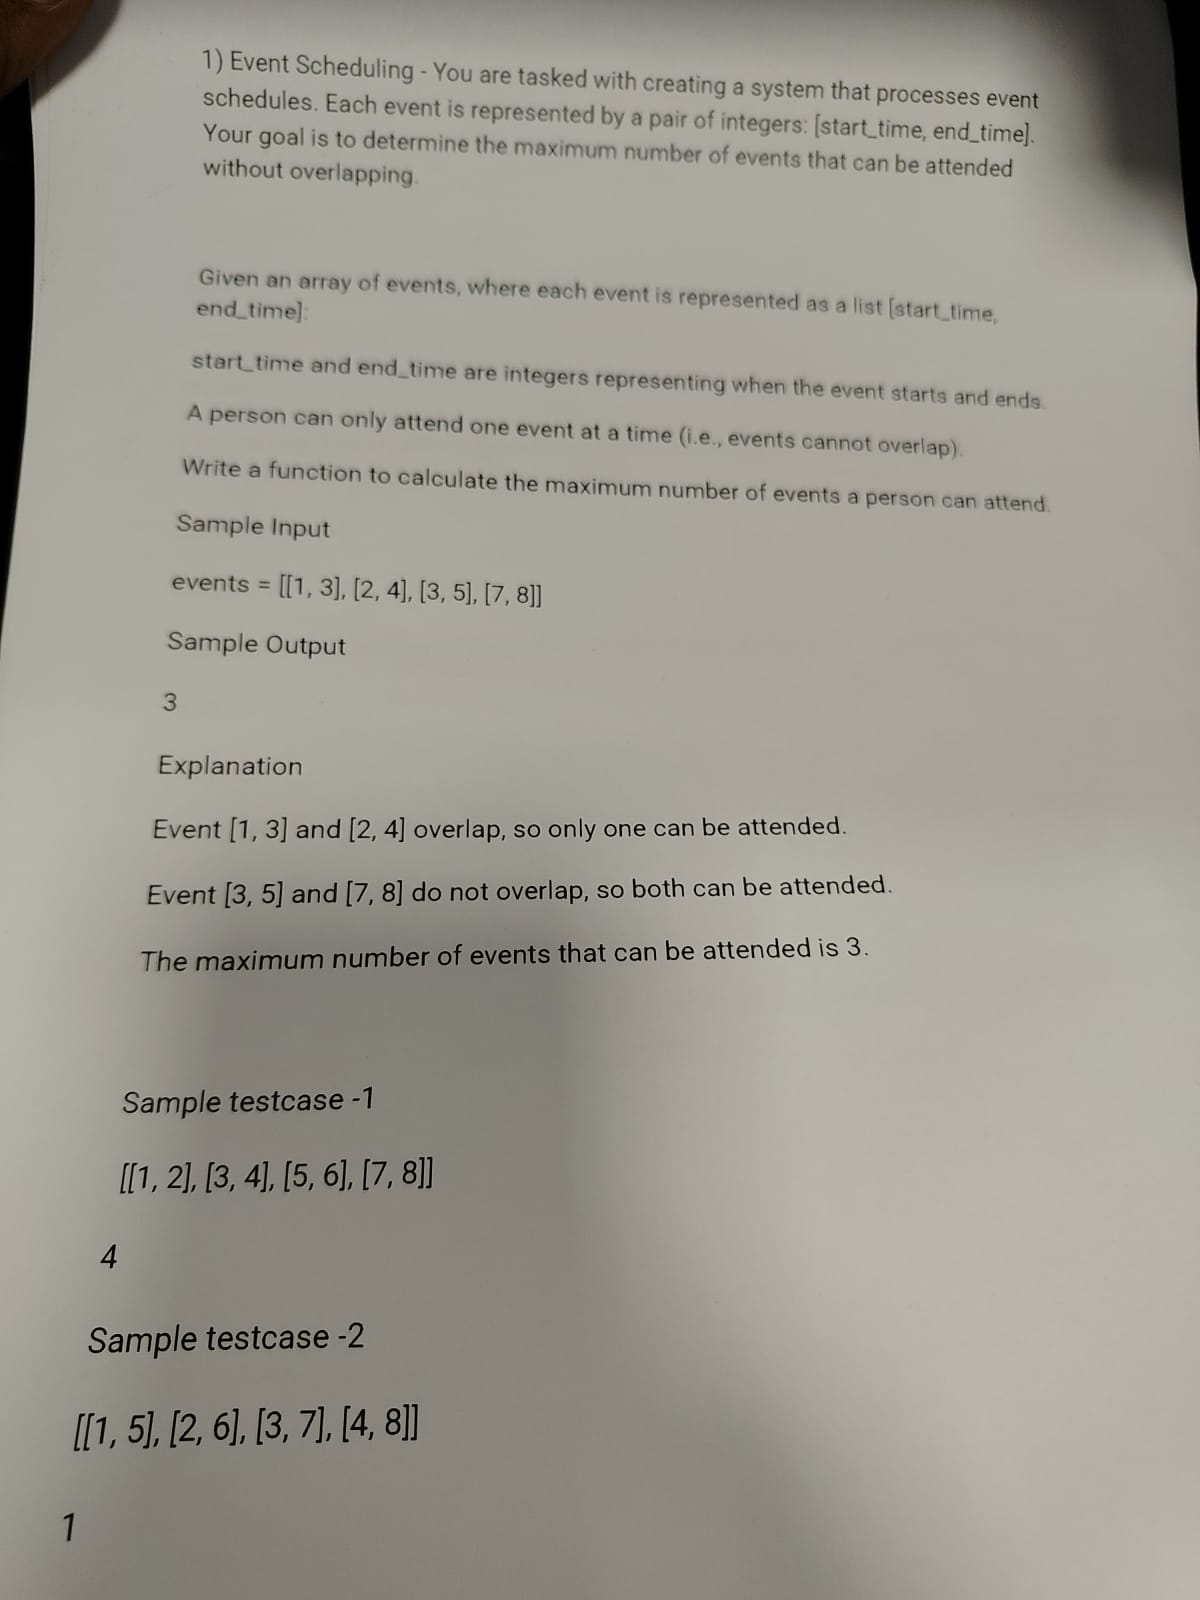 1) Event Scheduling - You are tasked with creating a system that processes event
schedules. Each event is represented by a pair of integers: [start_time, end_time].
Your goal is to determine the maximum number of events that can be attended
without overlapping.
Given an array of events, where each event is represented as a list [start_time,
end_time]:
start_time and end_time are integers representing when the event starts and ends.
A person can only attend one event at a time (i.e., events cannot overlap).
Write a function to calculate the maximum number of events a person can attend.
Sample Input
events = [[1, 3], [2, 4], [3, 5], [7, 8]]
Sample Output
3
Explanation
Event [1, 3] and [2, 4] overlap, so only one can be attended.
Event [3, 5] and [7, 8] do not overlap, so both can be attended.
The maximum number of events that can be attended is 3.
Sample testcase -1
[[1, 2], [3, 4], [5, 6], [7, 8]]
4
Sample testcase -2
[[1, 5], [2, 6], [3, 7], [4, 8]]
1